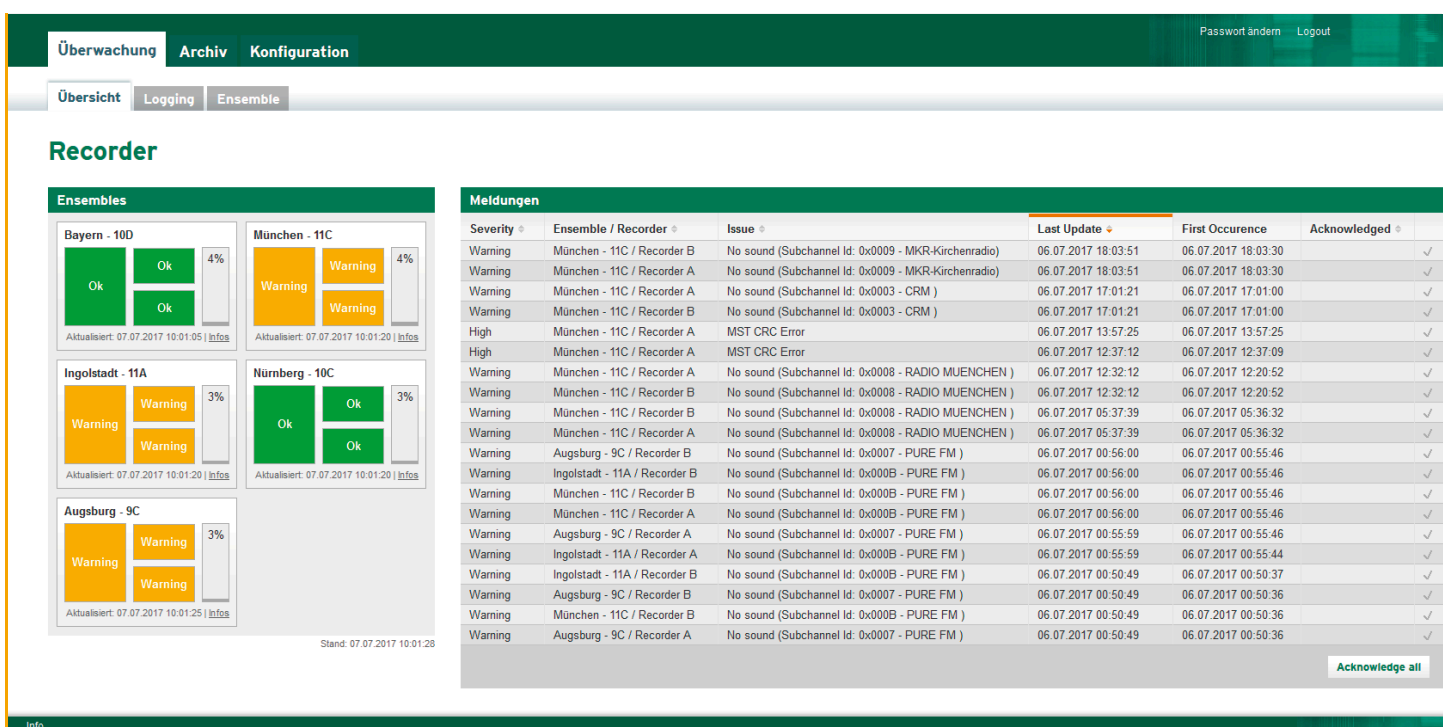 Passwort ändern Logout
Überwachung Archiv Konfiguration
Übersicht Logging Ensemble
Recorder
Ensembles
Bayern - 10D
Ok Ok Ok 4%
Aktualisiert: 07.07.2017 10:01:05 | Infos
München - 11C
Warning Warning Warning 4%
Aktualisiert: 07.07.2017 10:01:20 | Infos
Ingolstadt - 11A
Warning Warning Warning 3%
Aktualisiert: 07.07.2017 10:01:20 | Infos
Nürnberg - 10C
Ok Ok Ok 3%
Aktualisiert: 07.07.2017 10:01:20 | Infos
Augsburg - 9C
Warning Warning Warning 3%
Aktualisiert: 07.07.2017 10:01:25 | Infos
Stand: 07.07.2017 10:01:28
Meldungen
Severity Ensemble / Recorder Issue Last Update First Occurence Acknowledged
Warning München - 11C / Recorder B No sound (Subchannel Id: 0x0009 - MKR-Kirchenradio) 06.07.2017 18:03:51 06.07.2017 18:03:30
Warning München - 11C / Recorder A No sound (Subchannel Id: 0x0009 - MKR-Kirchenradio) 06.07.2017 18:03:51 06.07.2017 18:03:30
Warning München - 11C / Recorder A No sound (Subchannel Id: 0x0003 - CRM ) 06.07.2017 17:01:21 06.07.2017 17:01:00
Warning München - 11C / Recorder B No sound (Subchannel Id: 0x0003 - CRM ) 06.07.2017 17:01:21 06.07.2017 17:01:00
High München - 11C / Recorder A MST CRC Error 06.07.2017 13:57:25 06.07.2017 13:57:25
High München - 11C / Recorder A MST CRC Error 06.07.2017 12:37:12 06.07.2017 12:37:09
Warning München - 11C / Recorder A No sound (Subchannel Id: 0x0008 - RADIO MUENCHEN ) 06.07.2017 12:32:12 06.07.2017 12:20:52
Warning München - 11C / Recorder B No sound (Subchannel Id: 0x0008 - RADIO MUENCHEN ) 06.07.2017 12:32:12 06.07.2017 12:20:52
Warning München - 11C / Recorder B No sound (Subchannel Id: 0x0008 - RADIO MUENCHEN ) 06.07.2017 05:37:39 06.07.2017 05:36:32
Warning München - 11C / Recorder A No sound (Subchannel Id: 0x0008 - RADIO MUENCHEN ) 06.07.2017 05:37:39 06.07.2017 05:36:32
Warning Augsburg - 9C / Recorder B No sound (Subchannel Id: 0x0007 - PURE FM ) 06.07.2017 00:56:00 06.07.2017 00:55:46
Warning Ingolstadt - 11A / Recorder B No sound (Subchannel Id: 0x000B - PURE FM ) 06.07.2017 00:56:00 06.07.2017 00:55:46
Warning München - 11C / Recorder B No sound (Subchannel Id: 0x000B - PURE FM ) 06.07.2017 00:56:00 06.07.2017 00:55:46
Warning München - 11C / Recorder A No sound (Subchannel Id: 0x000B - PURE FM ) 06.07.2017 00:56:00 06.07.2017 00:55:46
Warning Augsburg - 9C / Recorder A No sound (Subchannel Id: 0x0007 - PURE FM ) 06.07.2017 00:55:59 06.07.2017 00:55:46
Warning Ingolstadt - 11A / Recorder A No sound (Subchannel Id: 0x000B - PURE FM ) 06.07.2017 00:55:59 06.07.2017 00:55:44
Warning Ingolstadt - 11A / Recorder B No sound (Subchannel Id: 0x000B - PURE FM ) 06.07.2017 00:50:49 06.07.2017 00:50:37
Warning Augsburg - 9C / Recorder B No sound (Subchannel Id: 0x0007 - PURE FM ) 06.07.2017 00:50:49 06.07.2017 00:50:36
Warning München - 11C / Recorder B No sound (Subchannel Id: 0x000B - PURE FM ) 06.07.2017 00:50:49 06.07.2017 00:50:36
Warning Augsburg - 9C / Recorder A No sound (Subchannel Id: 0x0007 - PURE FM ) 06.07.2017 00:50:49 06.07.2017 00:50:36
Acknowledge all
Info